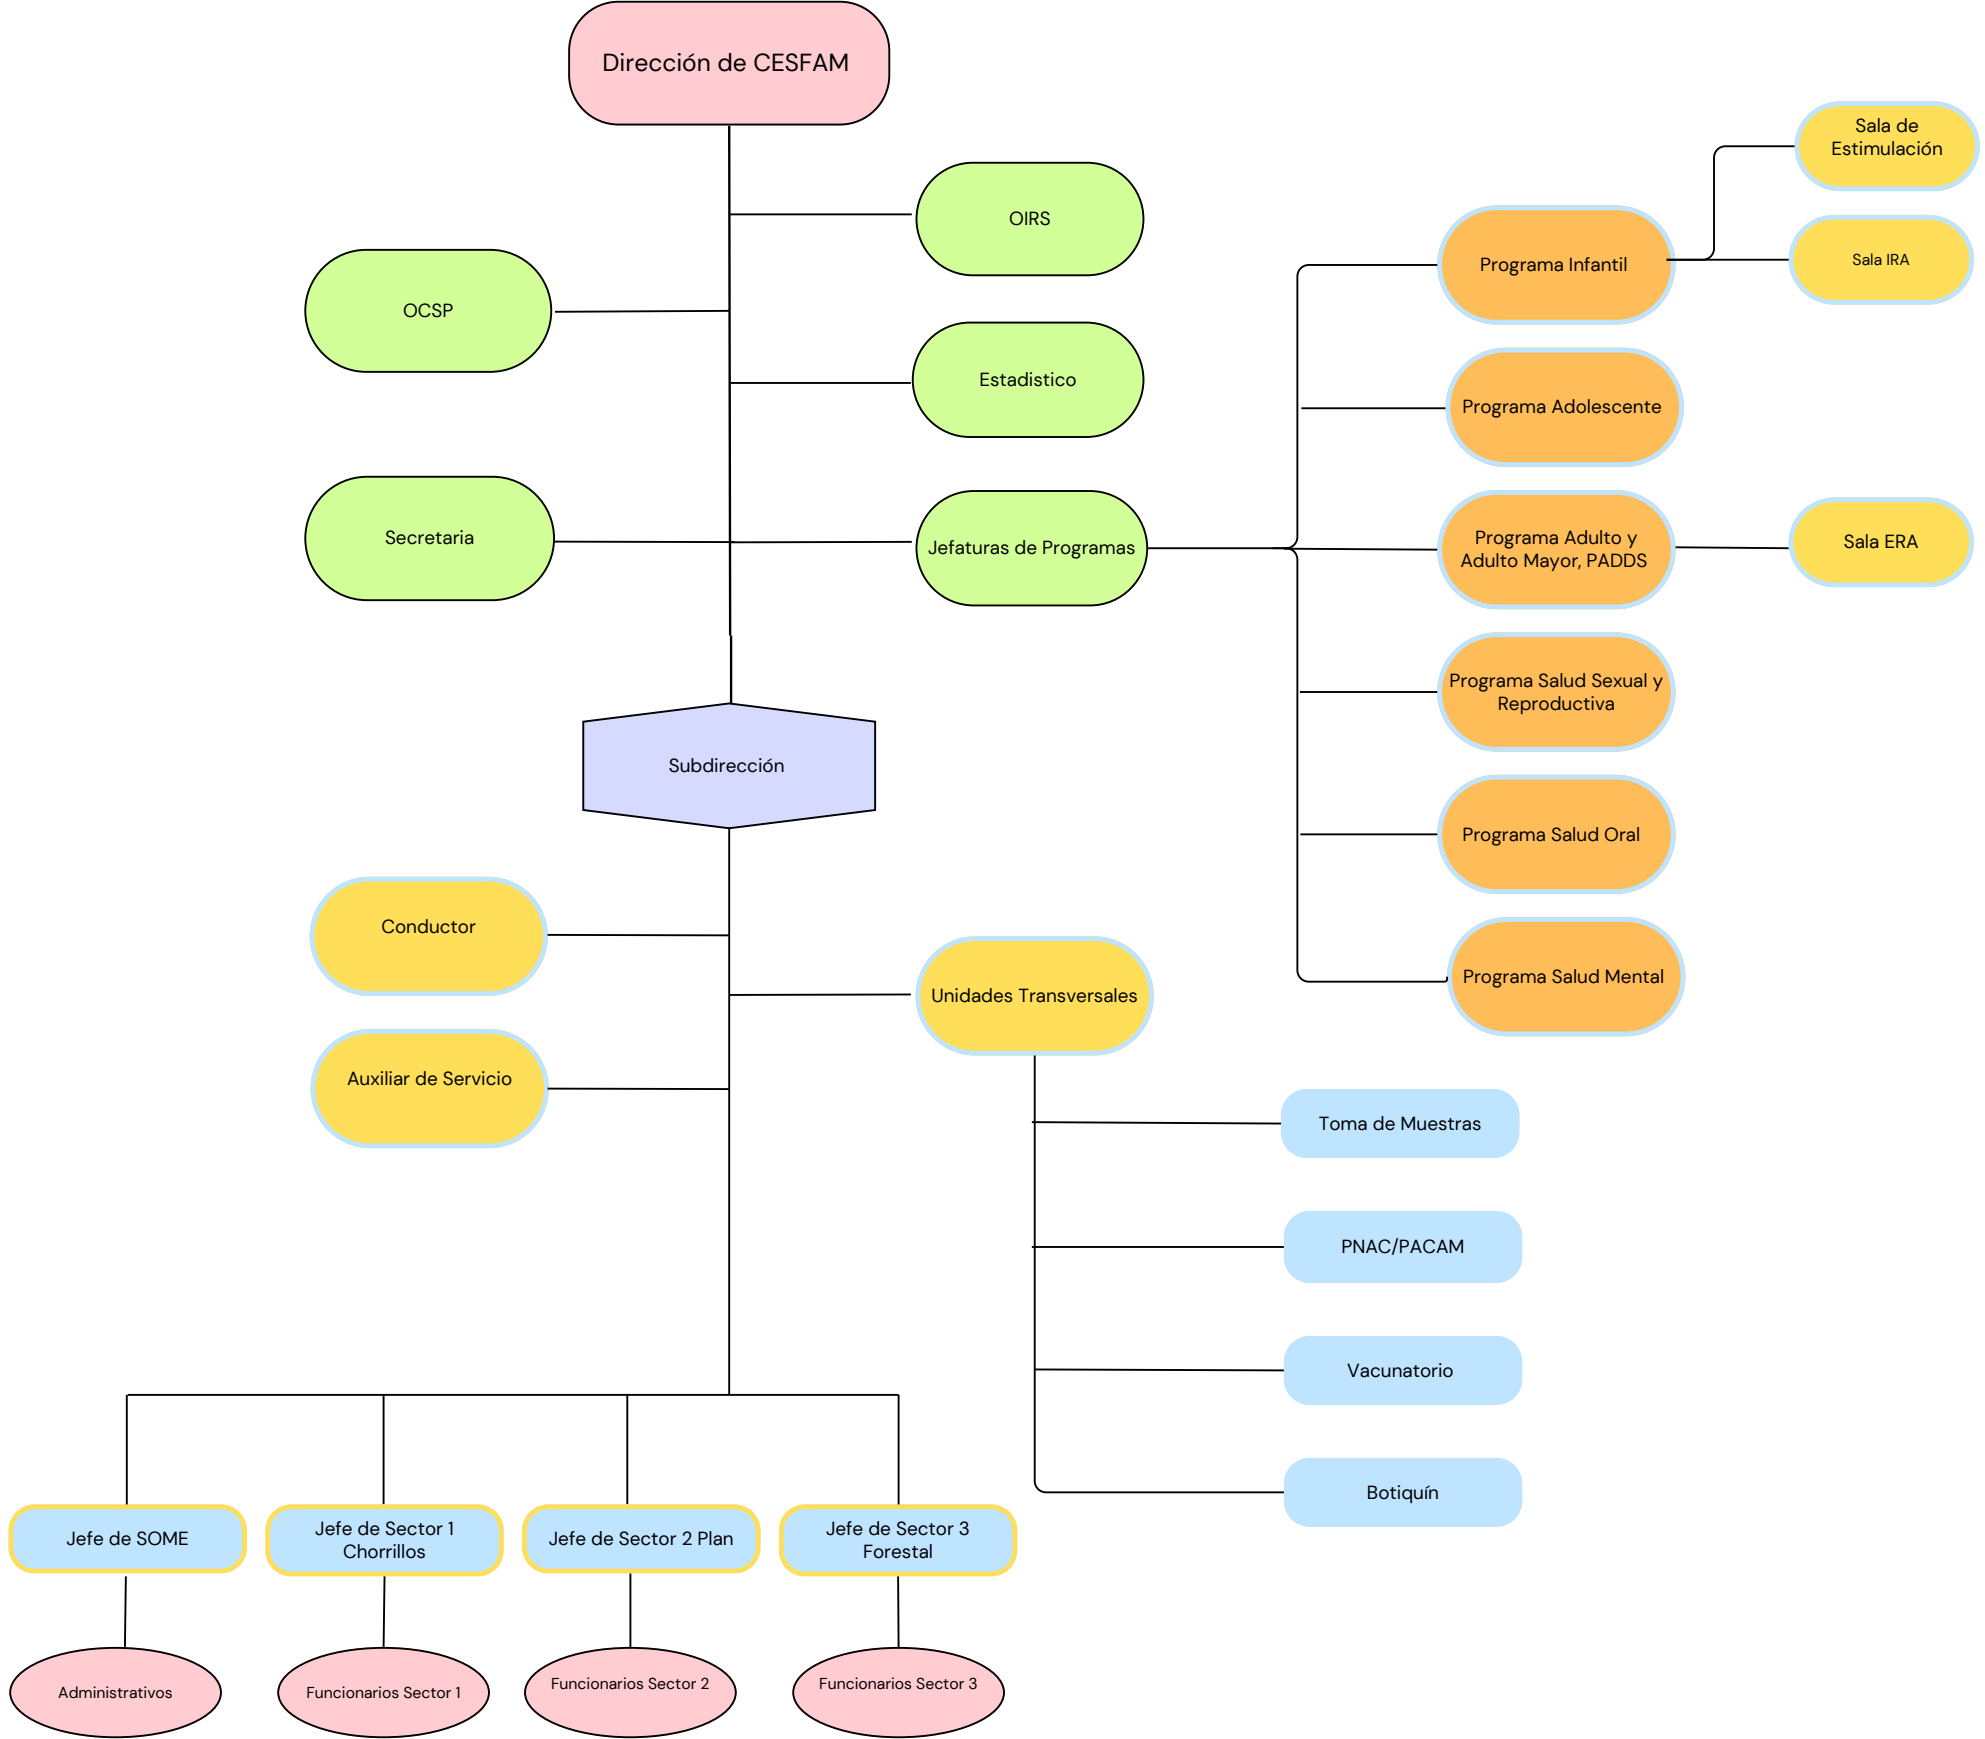 Dirección de CESFAM
Sala de
Estimulación
OIRS
Programa Infantil
Sala IRA
OCSP
Estadistico
Programa Adolescente
Secretaria
Jefaturas de Programas
Programa Adulto y
Adulto Mayor, PADDS
Sala ERA
Programa Salud Sexual y
Reproductiva
Subdirección
Programa Salud Oral
Conductor
Unidades Transversales
Programa Salud Mental
Auxiliar de Servicio
Toma de Muestras
PNAC/PACAM
Vacunatorio
Botiquín
Jefe de SOME
Jefe de Sector 1
Chorrillos
Jefe de Sector 2 Plan
Jefe de Sector 3
Forestal
Administrativos
Funcionarios Sector 1
Funcionarios Sector 2
Funcionarios Sector 3